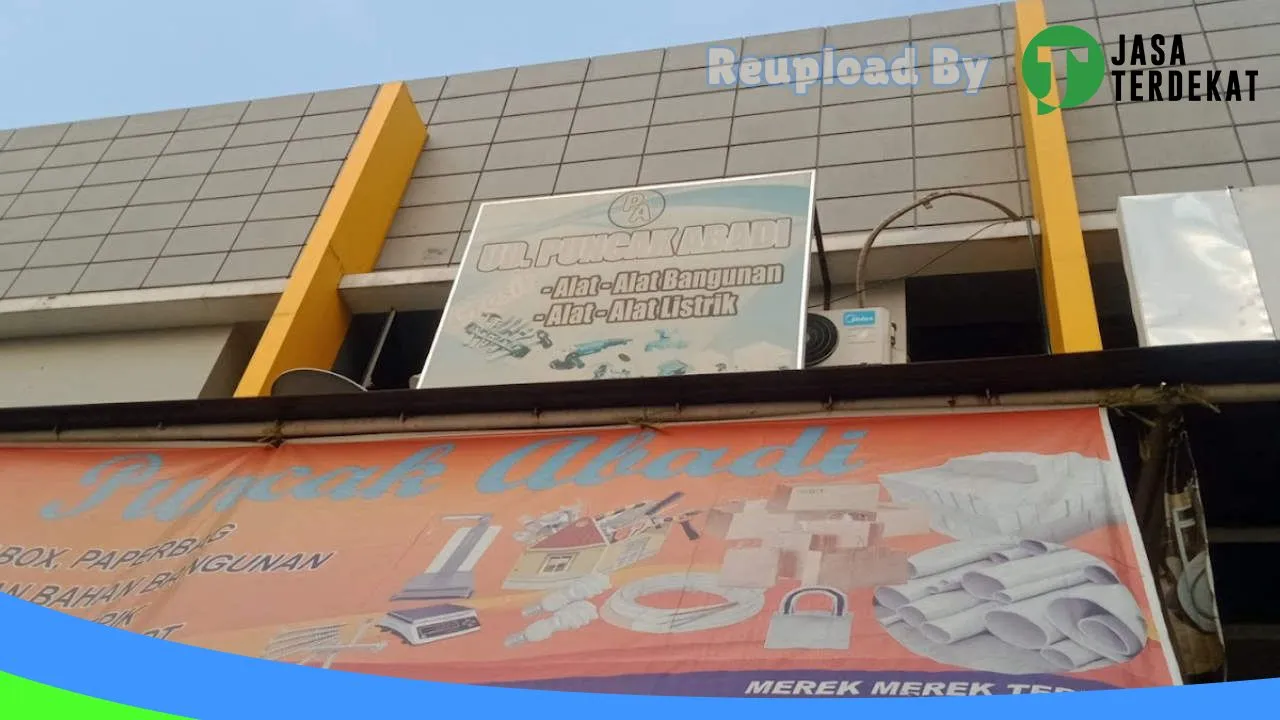 Reupload By
JASA
TERDEKAT
PA
UD. PUNCAK ABADI
- Alat - Alat Bangunan
- Alat - Alat Listrik
Midea
Puncak Abadi
BOX, PAPERBAG
BAHAN BANGUNAN
MEREK MEREK